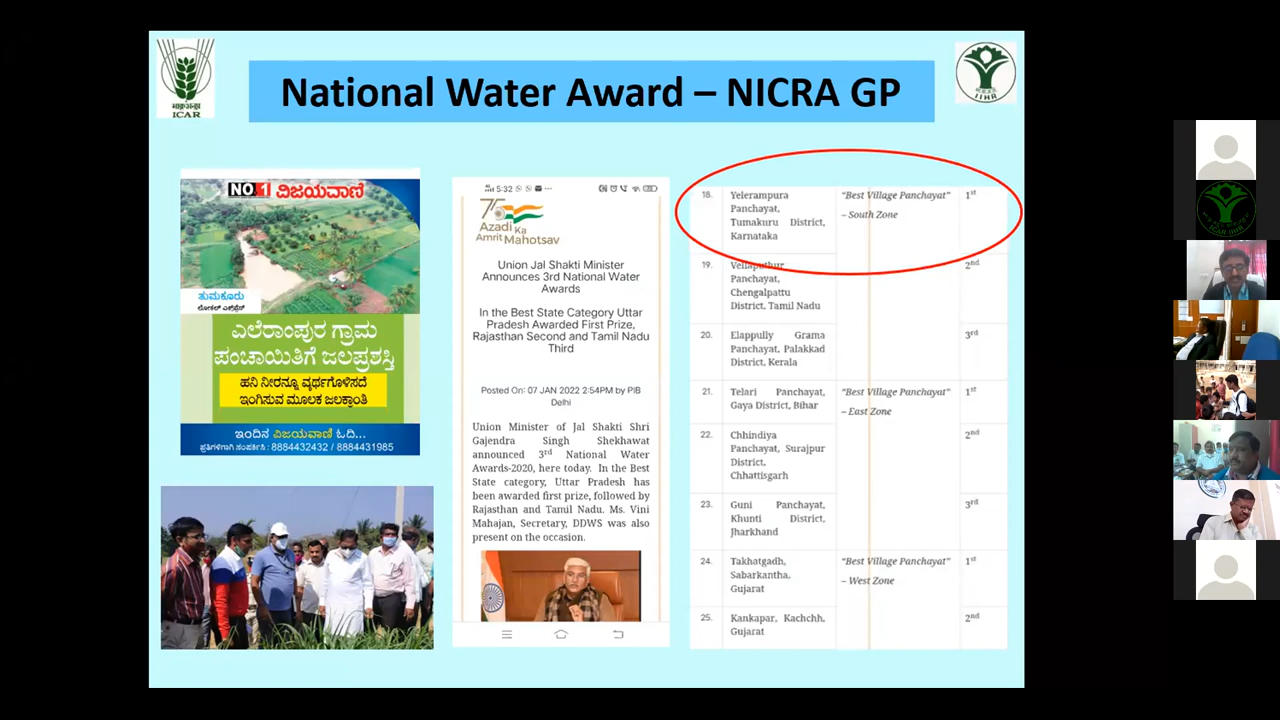 National Water Award – NICRA GP
ICAR
IIHR
NO.1 ವಿಜಯವಾಣಿ
ತುಮಕೂರು
ಲೋಕಲ್ ಎಕ್ಸ್‌ಪ್ರೆಸ್
ಎಲೆರಾಂಪುರ ಗ್ರಾಮ
ಪಂಚಾಯಿತಿಗೆ ಜಲಪ್ರಶಸ್ತಿ
ಹನಿ ನೀರನ್ನೂ ವ್ಯರ್ಥಗೊಳಿಸದೆ
ಇಂಗಿಸುವ ಮೂಲಕ ಜಲಕ್ರಾಂತಿ
ಇಂದಿನ ವಿಜಯವಾಣಿ ಓದಿ...
ಪ್ರತಿಗಳಿಗಾಗಿ ಸಂಪರ್ಕಿಸಿ : 8884432432 / 8884431985
5:32
75
Azadi Ka
Amrit Mahotsav
Union Jal Shakti Minister
Announces 3rd National Water
Awards
In the Best State Category Uttar
Pradesh Awarded First Prize,
Rajasthan Second and Tamil Nadu
Third
Posted On: 07 JAN 2022 2:54PM by PIB
Delhi
Union Minister of Jal Shakti Shri
Gajendra Singh Shekhawat
announced 3rd National Water
Awards-2020, here today. In the Best
State category, Uttar Pradesh has
been awarded first prize, followed by
Rajasthan and Tamil Nadu. Ms. Vini
Mahajan, Secretary, DDWS was also
present on the occasion.
18. Yelerampura "Best Village Panchayat" 1st
Panchayat, – South Zone
Tumakuru District,
Karnataka
19. Vellaputhur 2nd
Panchayat,
Chengalpattu
District, Tamil Nadu
20. Elappully Grama 3rd
Panchayat, Palakkad
District, Kerala
21. Telari Panchayat, "Best Village Panchayat" 1st
Gaya District, Bihar – East Zone
22. Chhindiya 2nd
Panchayat, Surajpur
District,
Chhattisgarh
23. Guni Panchayat, 3rd
Khunti District,
Jharkhand
24. Takhatgadh, "Best Village Panchayat" 1st
Sabarkantha, – West Zone
Gujarat
25. Kankapar, Kachchh, 2nd
Gujarat